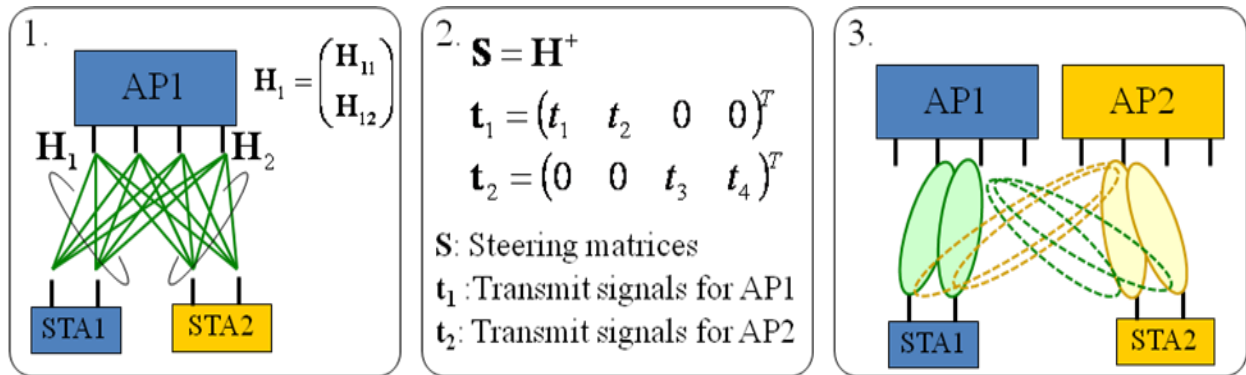 1.
AP1
H₁ = (H₁₁
H₁₂)
H₁
H₂
STA1
STA2
2.
S = H⁺
t₁ = (t₁ t₂ 0 0)ᵀ
t₂ = (0 0 t₃ t₄)ᵀ
S: Steering matrices
t₁ :Transmit signals for AP1
t₂: Transmit signals for AP2
3.
AP1
AP2
STA1
STA2